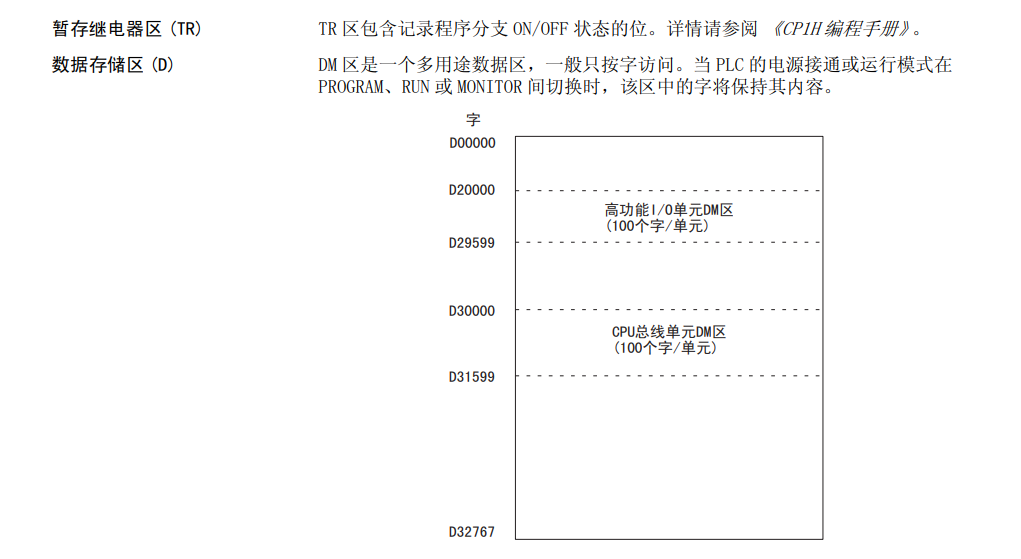 暂存继电器区 (TR) TR 区包含记录程序分支 ON/OFF 状态的位。详情请参阅 《CP1H 编程手册》。
数据存储区 (D) DM 区是一个多用途数据区，一般只按字访问。当 PLC 的电源接通或运行模式在
PROGRAM、RUN 或 MONITOR 间切换时，该区中的字将保持其内容。
字
D00000
D20000
高功能I/O单元DM区
(100个字/单元)
D29599
D30000
CPU总线单元DM区
(100个字/单元)
D31599
D32767